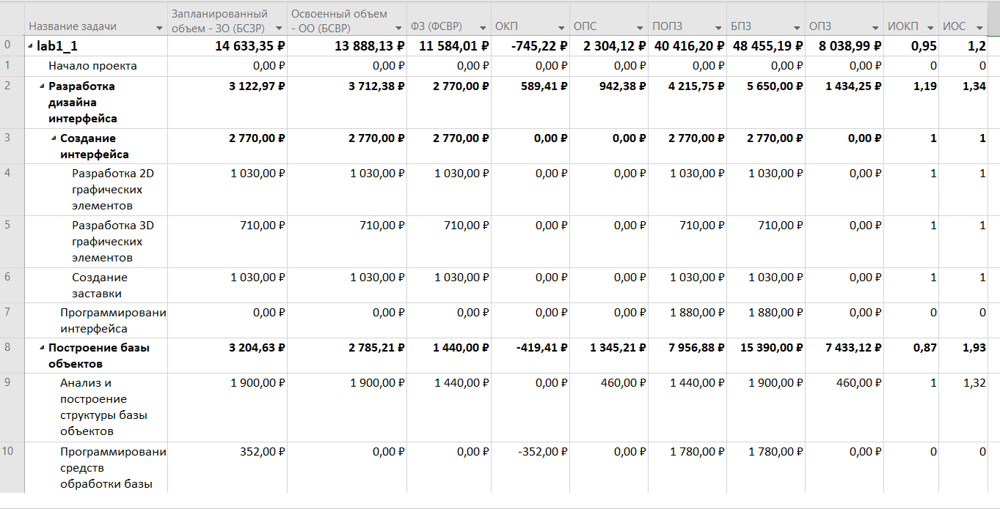 Название задачи Запланированный объем - ЗО (БСЗР) Освоенный объем - ОО (БСВР) ФЗ (ФСВР) ОКП ОПС ПОПЗ БПЗ ОПЗ ИОКП ИОС
0 lab1_1 14 633,35 ₽ 13 888,13 ₽ 11 584,01 ₽ -745,22 ₽ 2 304,12 ₽ 40 416,20 ₽ 48 455,19 ₽ 8 038,99 ₽ 0,95 1,2
1 Начало проекта 0,00 ₽ 0,00 ₽ 0,00 ₽ 0,00 ₽ 0,00 ₽ 0,00 ₽ 0,00 ₽ 0,00 ₽ 0 0
2 Разработка 3 122,97 ₽ 3 712,38 ₽ 2 770,00 ₽ 589,41 ₽ 942,38 ₽ 4 215,75 ₽ 5 650,00 ₽ 1 434,25 ₽ 1,19 1,34
дизайна
интерфейса
3 Создание 2 770,00 ₽ 2 770,00 ₽ 2 770,00 ₽ 0,00 ₽ 0,00 ₽ 2 770,00 ₽ 2 770,00 ₽ 0,00 ₽ 1 1
интерфейса
4 Разработка 2D 1 030,00 ₽ 1 030,00 ₽ 1 030,00 ₽ 0,00 ₽ 0,00 ₽ 1 030,00 ₽ 1 030,00 ₽ 0,00 ₽ 1 1
графических
элементов
5 Разработка 3D 710,00 ₽ 710,00 ₽ 710,00 ₽ 0,00 ₽ 0,00 ₽ 710,00 ₽ 710,00 ₽ 0,00 ₽ 1 1
графических
элементов
6 Создание 1 030,00 ₽ 1 030,00 ₽ 1 030,00 ₽ 0,00 ₽ 0,00 ₽ 1 030,00 ₽ 1 030,00 ₽ 0,00 ₽ 1 1
заставки
7 Программировани 0,00 ₽ 0,00 ₽ 0,00 ₽ 0,00 ₽ 0,00 ₽ 1 880,00 ₽ 1 880,00 ₽ 0,00 ₽ 0 0
интерфейса
8 Построение базы 3 204,63 ₽ 2 785,21 ₽ 1 440,00 ₽ -419,41 ₽ 1 345,21 ₽ 7 956,88 ₽ 15 390,00 ₽ 7 433,12 ₽ 0,87 1,93
объектов
9 Анализ и 1 900,00 ₽ 1 900,00 ₽ 1 440,00 ₽ 0,00 ₽ 460,00 ₽ 1 440,00 ₽ 1 900,00 ₽ 460,00 ₽ 1 1,32
построение
структуры базы
объектов
10 Программировани 352,00 ₽ 0,00 ₽ 0,00 ₽ -352,00 ₽ 0,00 ₽ 1 780,00 ₽ 1 780,00 ₽ 0,00 ₽ 0 0
средств
обработки базы